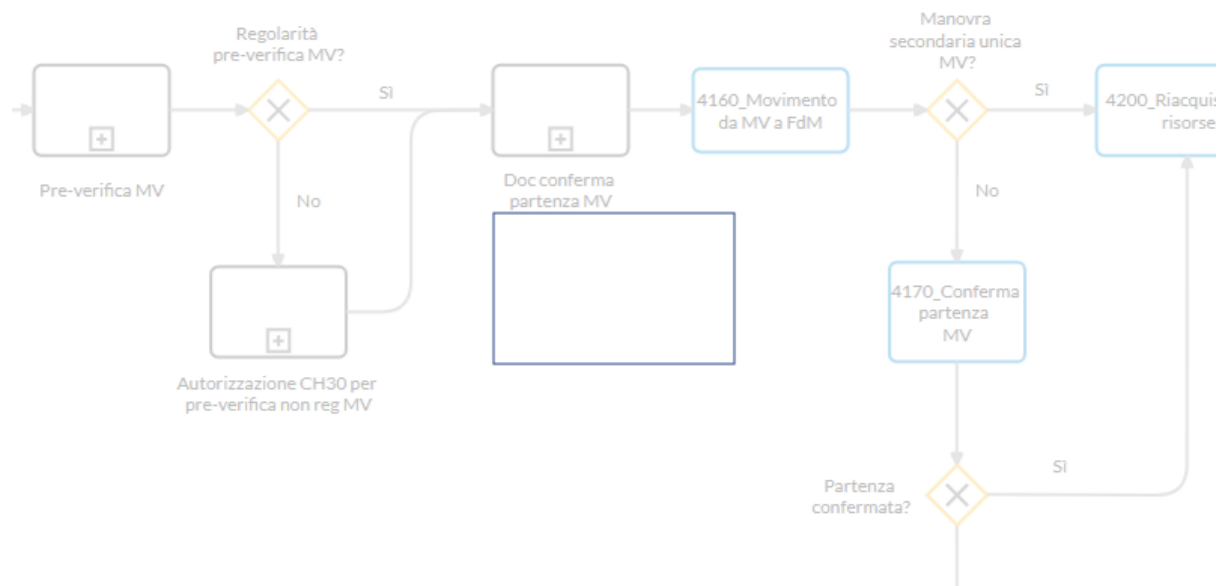 Regolarità
pre-verifica MV?
Manovra
secondaria unica
MV?
Sì
Sì
4160_Movimento
da MV a FdM
risorse
Pre-verifica MV
No
Doc conferma
partenza MV
No
4170_Conferma
partenza
MV
Autorizzazione CH30 per
pre-verifica non reg MV
Sì
Partenza
confermata?